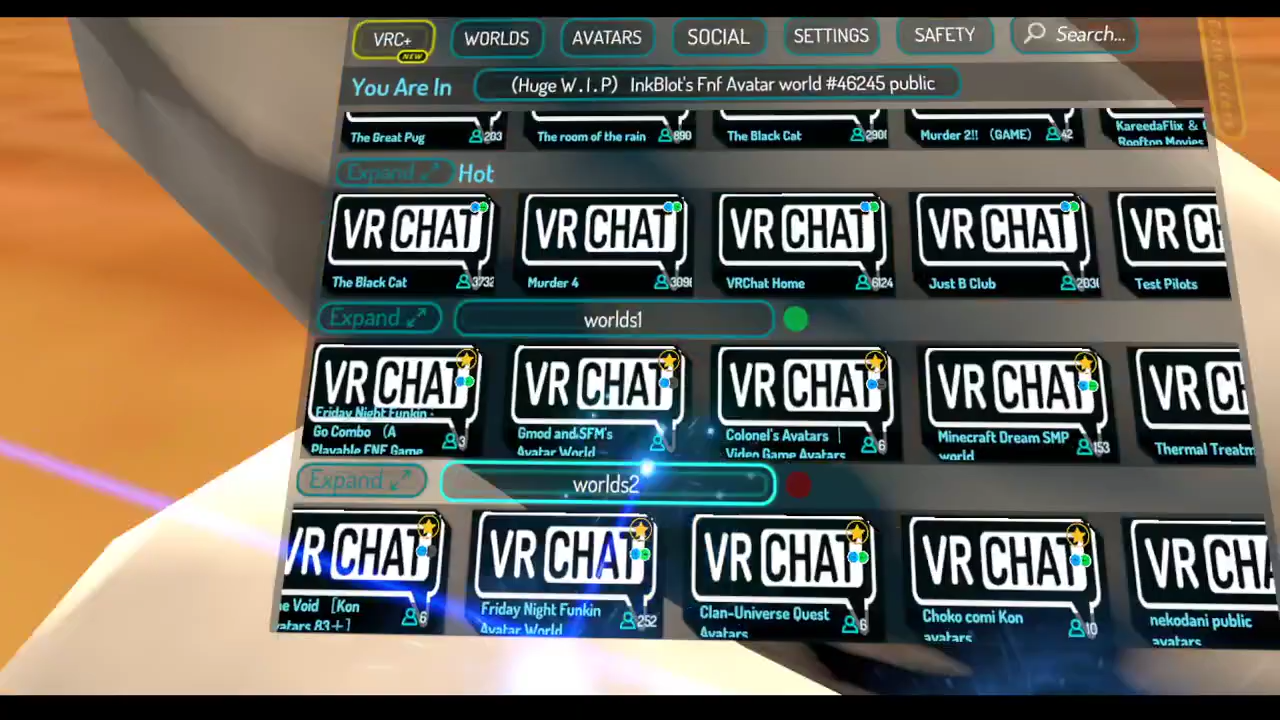 VRC+ WORLDS AVATARS SOCIAL SETTINGS SAFETY Search...
NEW
You Are In (Huge W.I.P) InkBlot's Fnf Avatar world #46245 public
The Great Pug 203 The room of the rain 890 The Black Cat 2900 Murder 2!! (GAME) 42 KareedaFlix &
Rooftop Movies
Expand Hot
VR CHAT VR CHAT VR CHAT VR CHAT VR CH
The Black Cat 3732 Murder 4 3090 VRChat Home 6124 Just B Club 2030 Test Pilots
Expand worlds1
VR CHAT VR CHAT VR CHAT VR CHAT VR CH
Friday Night Funkin -
Go Combo (A 3 Gmod and SFM's Colonel's Avatars | 6 Minecraft Dream SMP 153 Thermal Treatm
Playable FNF Game Avatar World Video Game Avatars world
Expand worlds2
VR CHAT VR CHAT VR CHAT VR CHAT VR CHA
e Void [Kon 6 Friday Night Funkin 252 Clan-Universe Quest 6 Choko comi Kon 10 nekodani public
atars 83+] Avatar World Avatars avatars avatars